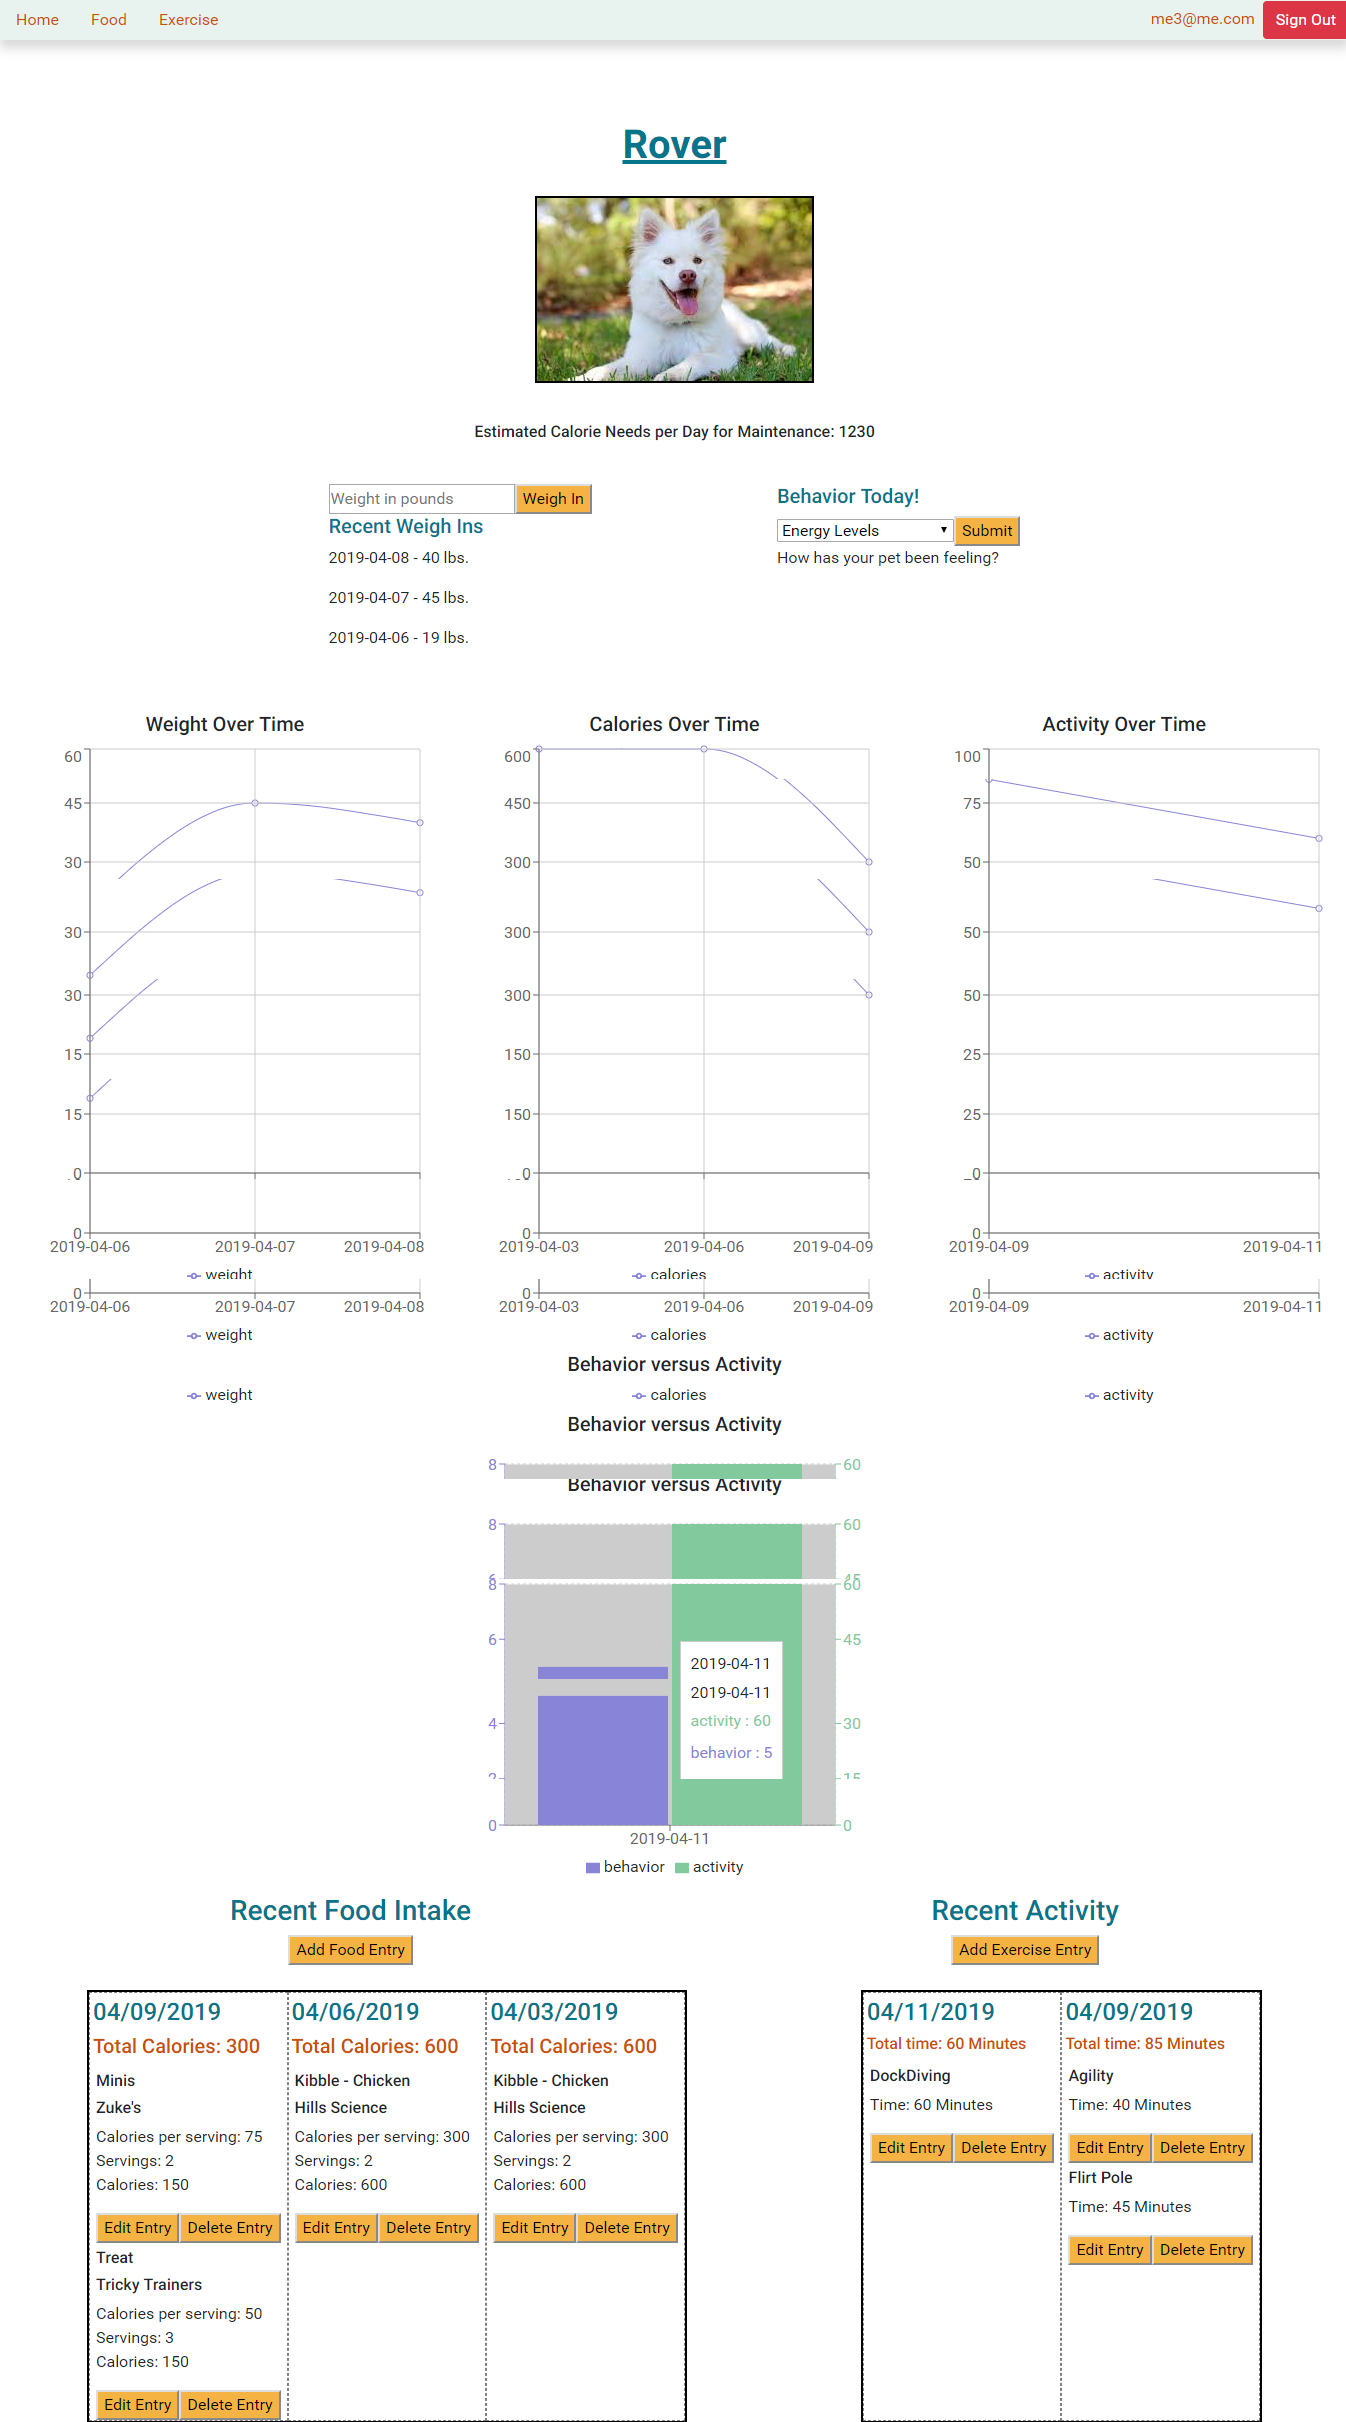 Home Food Exercise me3@me.com Sign Out
Rover
Estimated Calorie Needs per Day for Maintenance: 1230
Weight in pounds Weigh In
Recent Weigh Ins
2019-04-08 - 40 lbs.
2019-04-07 - 45 lbs.
2019-04-06 - 19 lbs.
Behavior Today!
Energy Levels Submit
How has your pet been feeling?
Weight Over Time
60
45
30
30
30
15
15
0
0
2019-04-06 2019-04-07 2019-04-08
weight
0
2019-04-06 2019-04-07 2019-04-08
weight
weight
Calories Over Time
600
450
300
300
300
150
150
0
0
2019-04-03 2019-04-06 2019-04-09
calories
0
2019-04-03 2019-04-06 2019-04-09
calories
Activity Over Time
100
75
50
50
50
25
25
0
0
2019-04-09 2019-04-11
activity
0
2019-04-09 2019-04-11
activity
Behavior versus Activity
calories
activity
Behavior versus Activity
8 60
Behavior versus Activity
8 60
6 45
8 60
6 45
2019-04-11
2019-04-11
activity : 60
4 30
behavior : 5
2 15
0 0
2019-04-11
behavior activity
Recent Food Intake
Add Food Entry
04/09/2019
Total Calories: 300
Minis
Zuke's
Calories per serving: 75
Servings: 2
Calories: 150
Edit Entry Delete Entry
Treat
Tricky Trainers
Calories per serving: 50
Servings: 3
Calories: 150
Edit Entry Delete Entry
04/06/2019
Total Calories: 600
Kibble - Chicken
Hills Science
Calories per serving: 300
Servings: 2
Calories: 600
Edit Entry Delete Entry
04/03/2019
Total Calories: 600
Kibble - Chicken
Hills Science
Calories per serving: 300
Servings: 2
Calories: 600
Edit Entry Delete Entry
Recent Activity
Add Exercise Entry
04/11/2019
Total time: 60 Minutes
DockDiving
Time: 60 Minutes
Edit Entry Delete Entry
04/09/2019
Total time: 85 Minutes
Agility
Time: 40 Minutes
Edit Entry Delete Entry
Flirt Pole
Time: 45 Minutes
Edit Entry Delete Entry